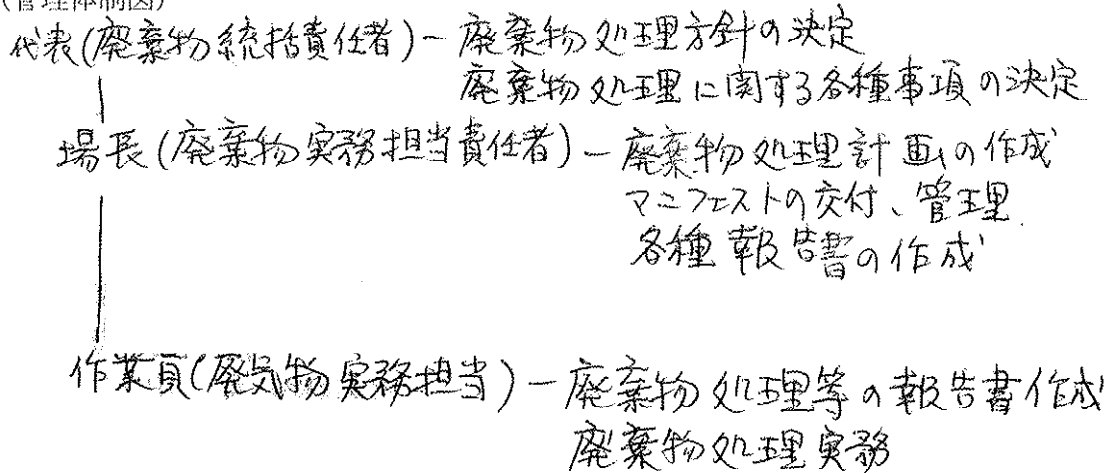 (管理体制図)
代表(廃棄物統括責任者)ー廃棄物処理方針の決定
廃棄物処理に関する各種事項の決定
場長(廃棄物実務担当責任者)ー廃棄物処理計画の作成
マニフェストの交付、管理
各種報告書の作成
作業員(廃気物実務担当)ー廃棄物処理等の報告書作成
廃棄物処理実務